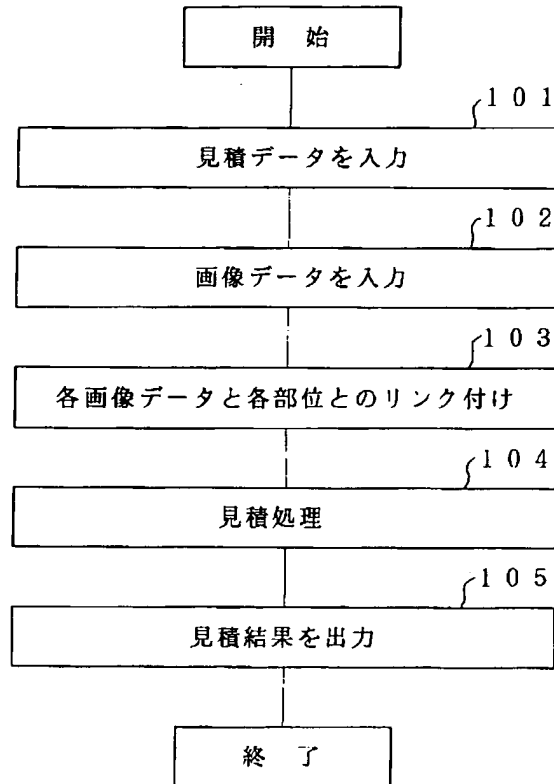 開 始
101
見積データを入力
102
画像データを入力
103
各画像データと各部位とのリンク付け
104
見積処理
105
見積結果を出力
終 了